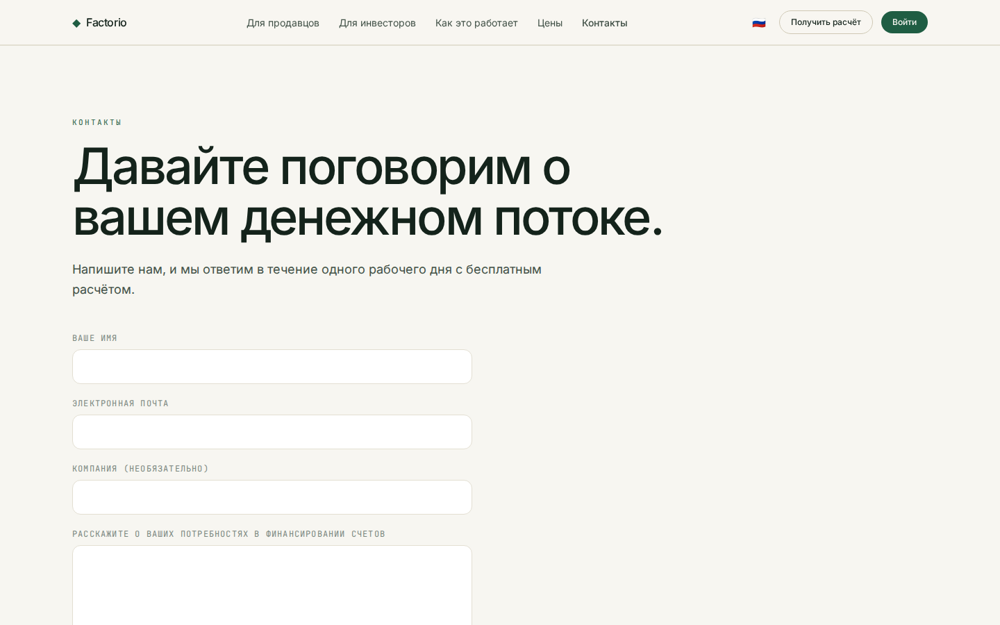 Factorio
Для продавцов
Для инвесторов
Как это работает
Цены
Контакты
Получить расчёт
Войти
КОНТАКТЫ
Давайте поговорим о
вашем денежном потоке.
Напишите нам, и мы ответим в течение одного рабочего дня с бесплатным
расчётом.
ВАШЕ ИМЯ
ЭЛЕКТРОННАЯ ПОЧТА
КОМПАНИЯ (НЕОБЯЗАТЕЛЬНО)
РАССКАЖИТЕ О ВАШИХ ПОТРЕБНОСТЯХ В ФИНАНСИРОВАНИИ СЧЕТОВ